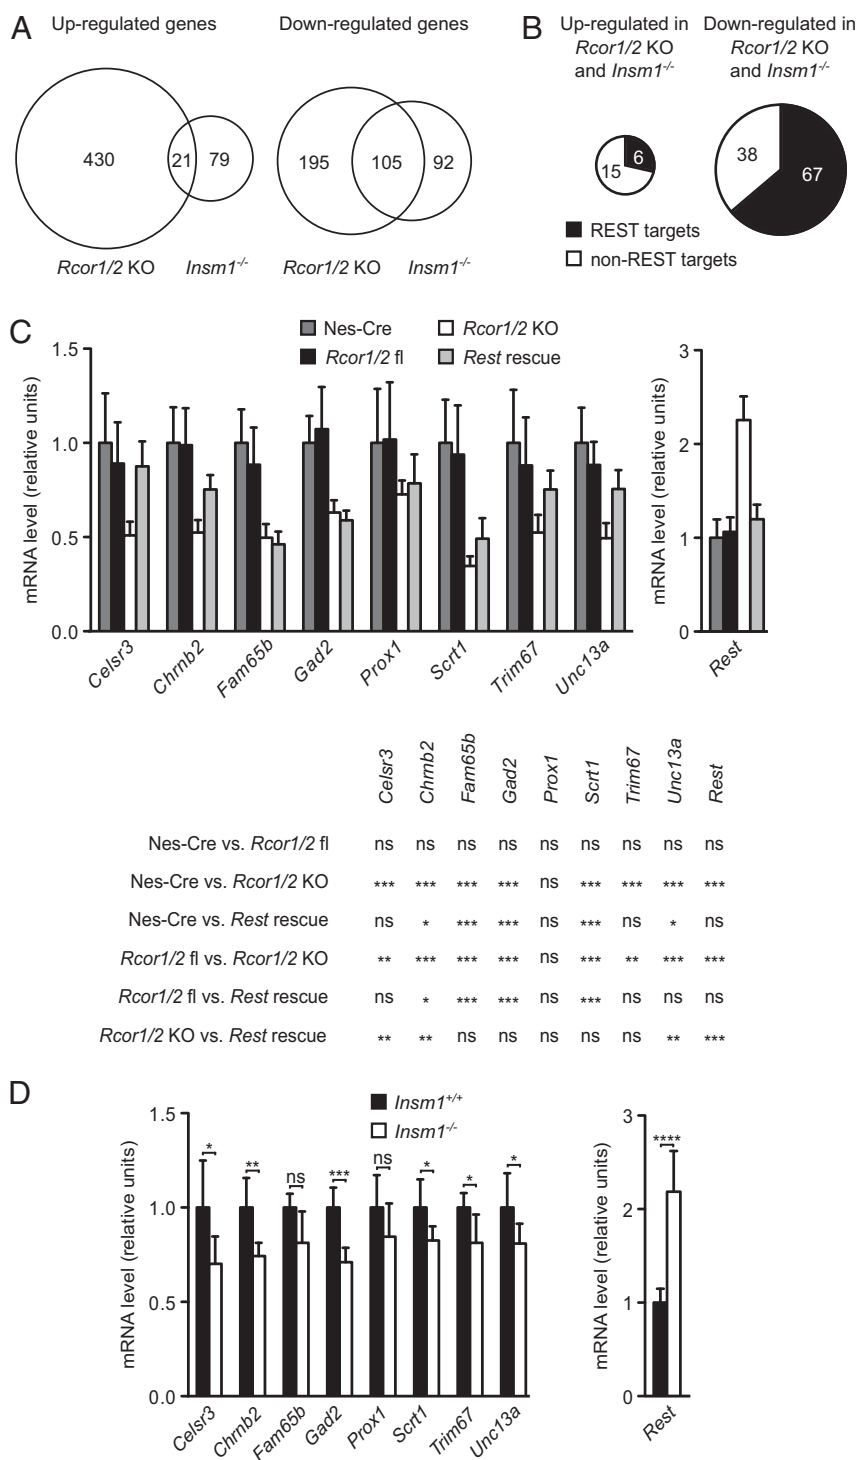 A
Up-regulated genes
Down-regulated genes
430
21
79
195
105
92
Rcor1/2 KO
Insm1-/-
Rcor1/2 KO
Insm1-/-
B
Up-regulated in
Rcor1/2 KO
and Insm1-/-
Down-regulated in
Rcor1/2 KO
and Insm1-/-
6
15
38
67
REST targets
non-REST targets
C
Nes-Cre
Rcor1/2 fl
Rcor1/2 KO
Rest rescue
mRNA level (relative units)
1.5
1.0
0.5
0.0
Celsr3
Chrnb2
Fam65b
Gad2
Prox1
Scrt1
Trim67
Unc13a
mRNA level (relative units)
3
2
1
0
Rest
Celsr3 Chrnb2 Fam65b Gad2 Prox1 Scrt1 Trim67 Unc13a Rest
Nes-Cre vs. Rcor1/2 fl ns ns ns ns ns ns ns ns ns
Nes-Cre vs. Rcor1/2 KO *** *** *** *** ns *** *** *** ***
Nes-Cre vs. Rest rescue ns * *** *** ns *** ns * ns
Rcor1/2 fl vs. Rcor1/2 KO ** *** *** *** ns *** ** *** ***
Rcor1/2 fl vs. Rest rescue ns * *** *** ns *** ns ns ns
Rcor1/2 KO vs. Rest rescue ** ** ns ns ns ns ns ** ***
D
Insm1+/+
Insm1-/-
mRNA level (relative units)
1.5
1.0
0.5
0.0
*
**
ns
***
ns
*
*
*
Celsr3
Chrnb2
Fam65b
Gad2
Prox1
Scrt1
Trim67
Unc13a
mRNA level (relative units)
3
2
1
0
****
Rest